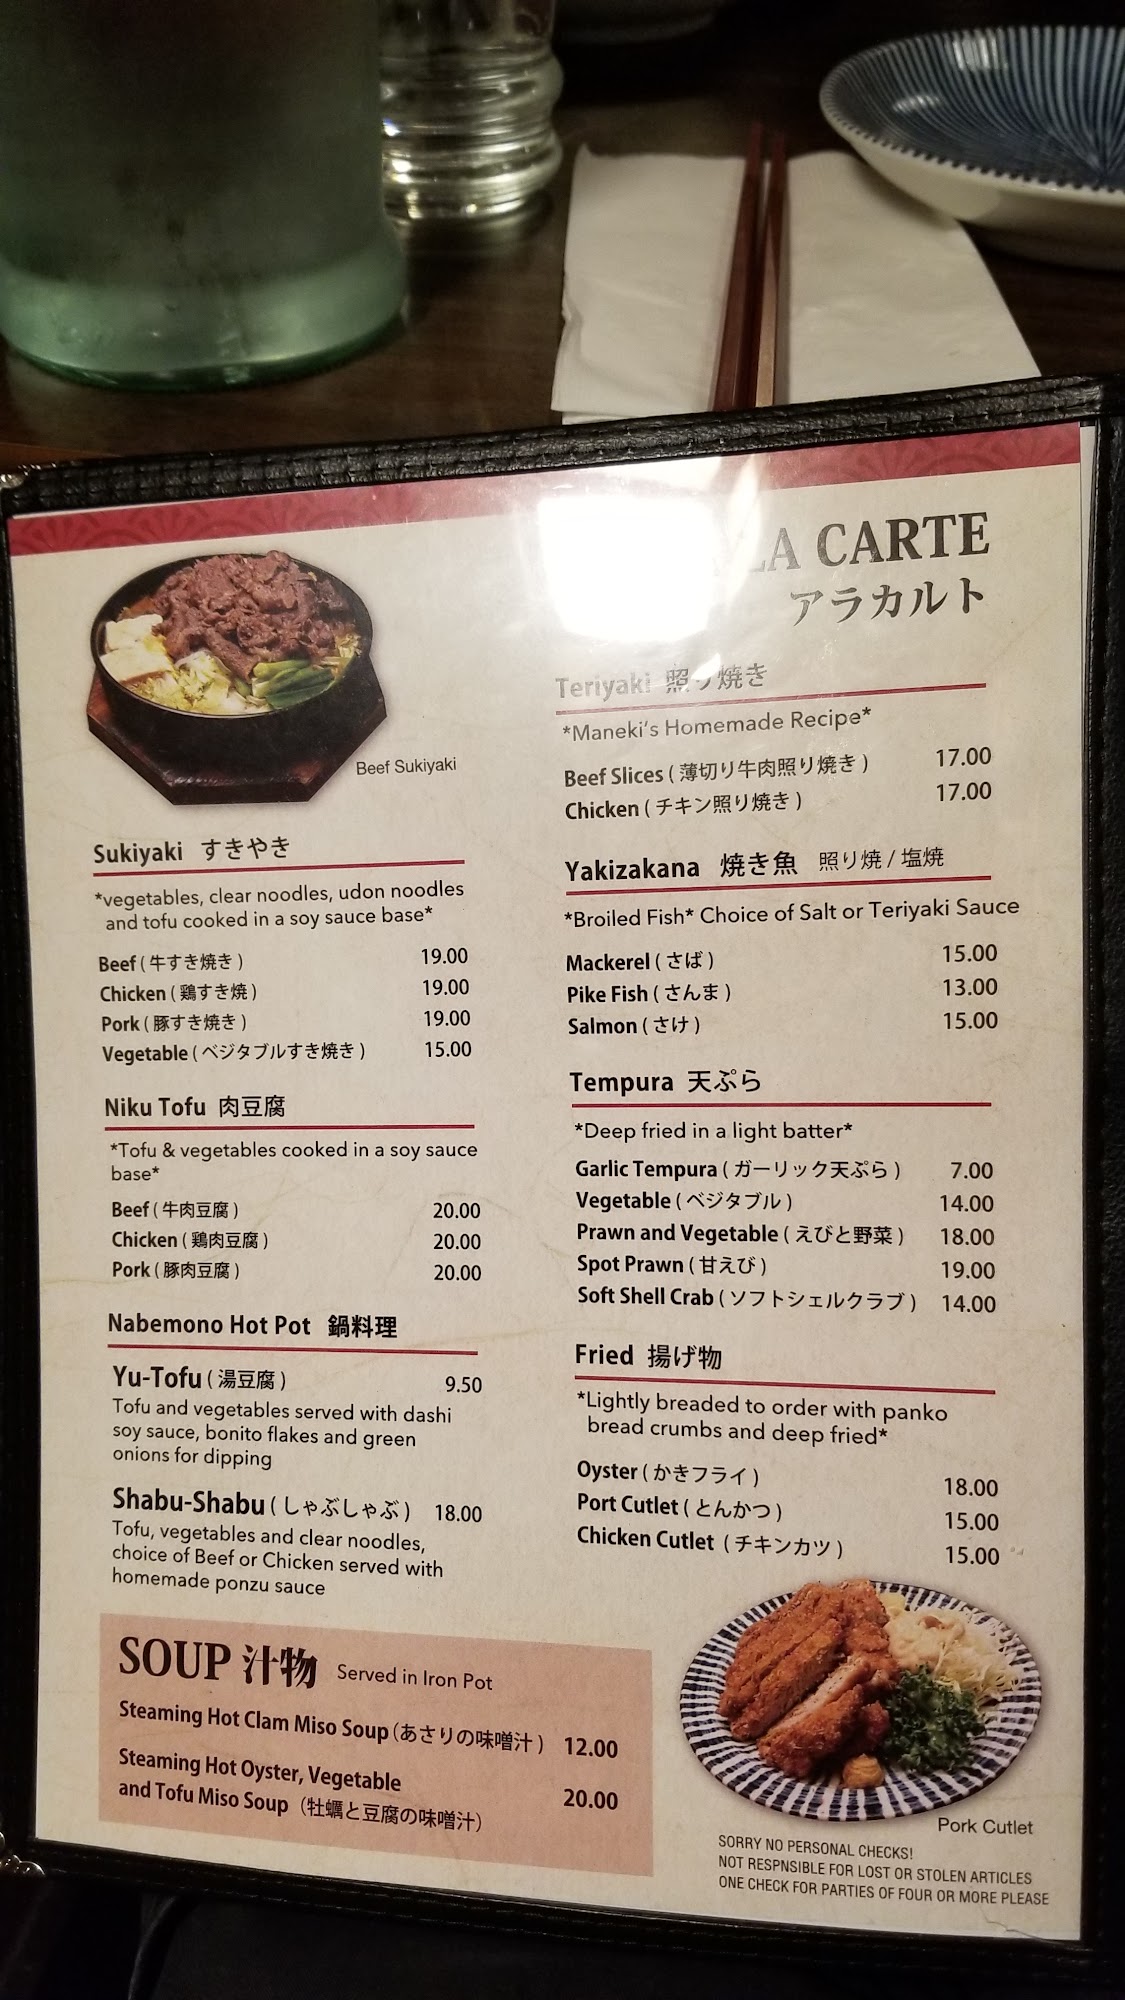 LA CARTE
アラカルト
Beef Sukiyaki
Sukiyaki すきやき
*vegetables, clear noodles, udon noodles
and tofu cooked in a soy sauce base*
Beef ( 牛すき焼き ) 19.00
Chicken ( 鶏すき焼 ) 19.00
Pork ( 豚すき焼き ) 19.00
Vegetable ( ベジタブルすき焼き ) 15.00
Niku Tofu 肉豆腐
*Tofu & vegetables cooked in a soy sauce
base*
Beef ( 牛肉豆腐 ) 20.00
Chicken ( 鶏肉豆腐 ) 20.00
Pork ( 豚肉豆腐 ) 20.00
Nabemono Hot Pot 鍋料理
Yu-Tofu ( 湯豆腐 ) 9.50
Tofu and vegetables served with dashi
soy sauce, bonito flakes and green
onions for dipping
Shabu-Shabu ( しゃぶしゃぶ ) 18.00
Tofu, vegetables and clear noodles,
choice of Beef or Chicken served with
homemade ponzu sauce
SOUP 汁物 Served in Iron Pot
Steaming Hot Clam Miso Soup (あさりの味噌汁 ) 12.00
Steaming Hot Oyster, Vegetable
and Tofu Miso Soup (牡蠣と豆腐の味噌汁) 20.00
Teriyaki 照り焼き
*Maneki's Homemade Recipe*
Beef Slices ( 薄切り牛肉照り焼き ) 17.00
Chicken ( チキン照り焼き ) 17.00
Yakizakana 焼き魚 照り焼 / 塩焼
*Broiled Fish* Choice of Salt or Teriyaki Sauce
Mackerel ( さば ) 15.00
Pike Fish ( さんま ) 13.00
Salmon ( さけ ) 15.00
Tempura 天ぷら
*Deep fried in a light batter*
Garlic Tempura ( ガーリック天ぷら ) 7.00
Vegetable ( ベジタブル ) 14.00
Prawn and Vegetable ( えびと野菜 ) 18.00
Spot Prawn ( 甘えび ) 19.00
Soft Shell Crab ( ソフトシェルクラブ ) 14.00
Fried 揚げ物
*Lightly breaded to order with panko
bread crumbs and deep fried*
Oyster ( かきフライ ) 18.00
Port Cutlet ( とんかつ ) 15.00
Chicken Cutlet ( チキンカツ ) 15.00
Pork Cutlet
SORRY NO PERSONAL CHECKS!
NOT RESPNSIBLE FOR LOST OR STOLEN ARTICLES
ONE CHECK FOR PARTIES OF FOUR OR MORE PLEASE